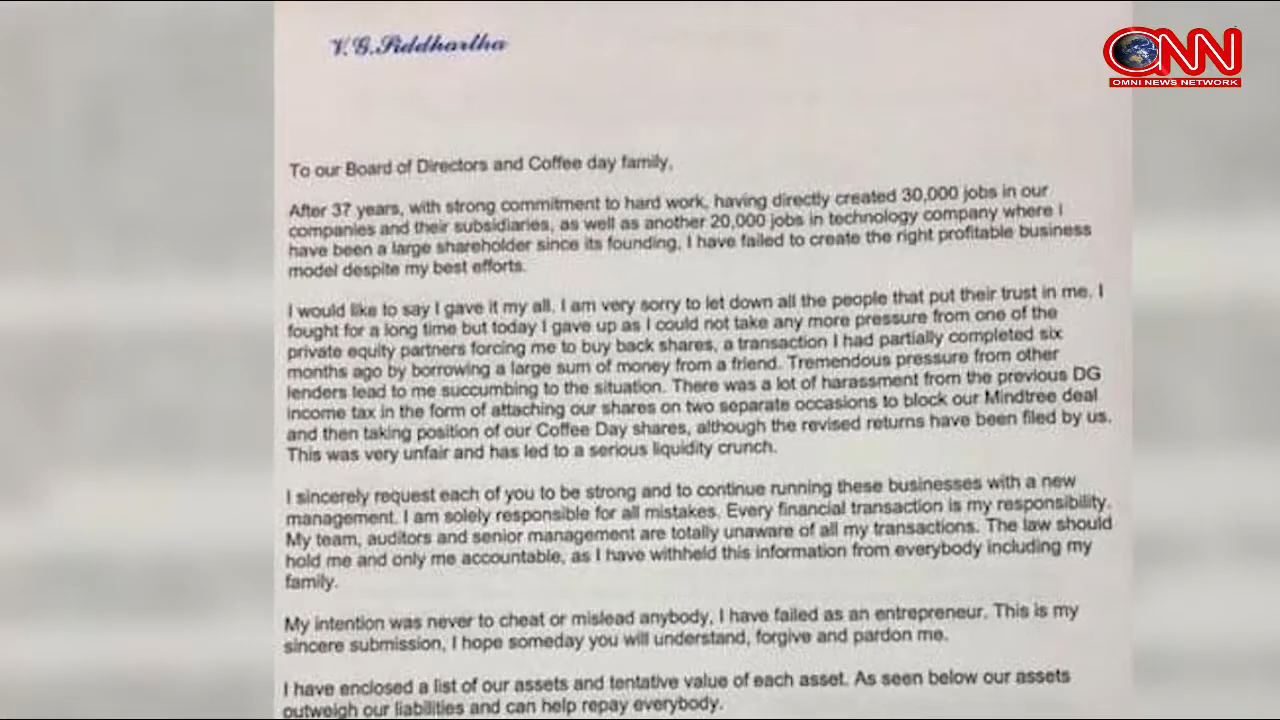 V.G.Siddhartha
ONN
OMNI NEWS NETWORK
To our Board of Directors and Coffee day family,
After 37 years, with strong commitment to hard work, having directly created 30,000 jobs in our
companies and their subsidiaries, as well as another 20,000 jobs in technology company where I
have been a large shareholder since its founding, I have failed to create the right profitable business
model despite my best efforts.
I would like to say I gave it my all, I am very sorry to let down all the people that put their trust in me. I
fought for a long time but today I gave up as I could not take any more pressure from one of the
private equity partners forcing me to buy back shares, a transaction I had partially completed six
months ago by borrowing a large sum of money from a friend. Tremendous pressure from other
lenders lead to me succumbing to the situation. There was a lot of harassment from the previous DG
income tax in the form of attaching our shares on two separate occasions to block our Mindtree deal
and then taking position of our Coffee Day shares, although the revised returns have been filed by us.
This was very unfair and has led to a serious liquidity crunch.
I sincerely request each of you to be strong and to continue running these businesses with a new
management. I am solely responsible for all mistakes. Every financial transaction is my responsibility.
My team, auditors and senior management are totally unaware of all my transactions. The law should
hold me and only me accountable, as I have withheld this information from everybody including my
family.
My intention was never to cheat or mislead anybody, I have failed as an entrepreneur. This is my
sincere submission, I hope someday you will understand, forgive and pardon me.
I have enclosed a list of our assets and tentative value of each asset. As seen below our assets
outweigh our liabilities and can help repay everybody.